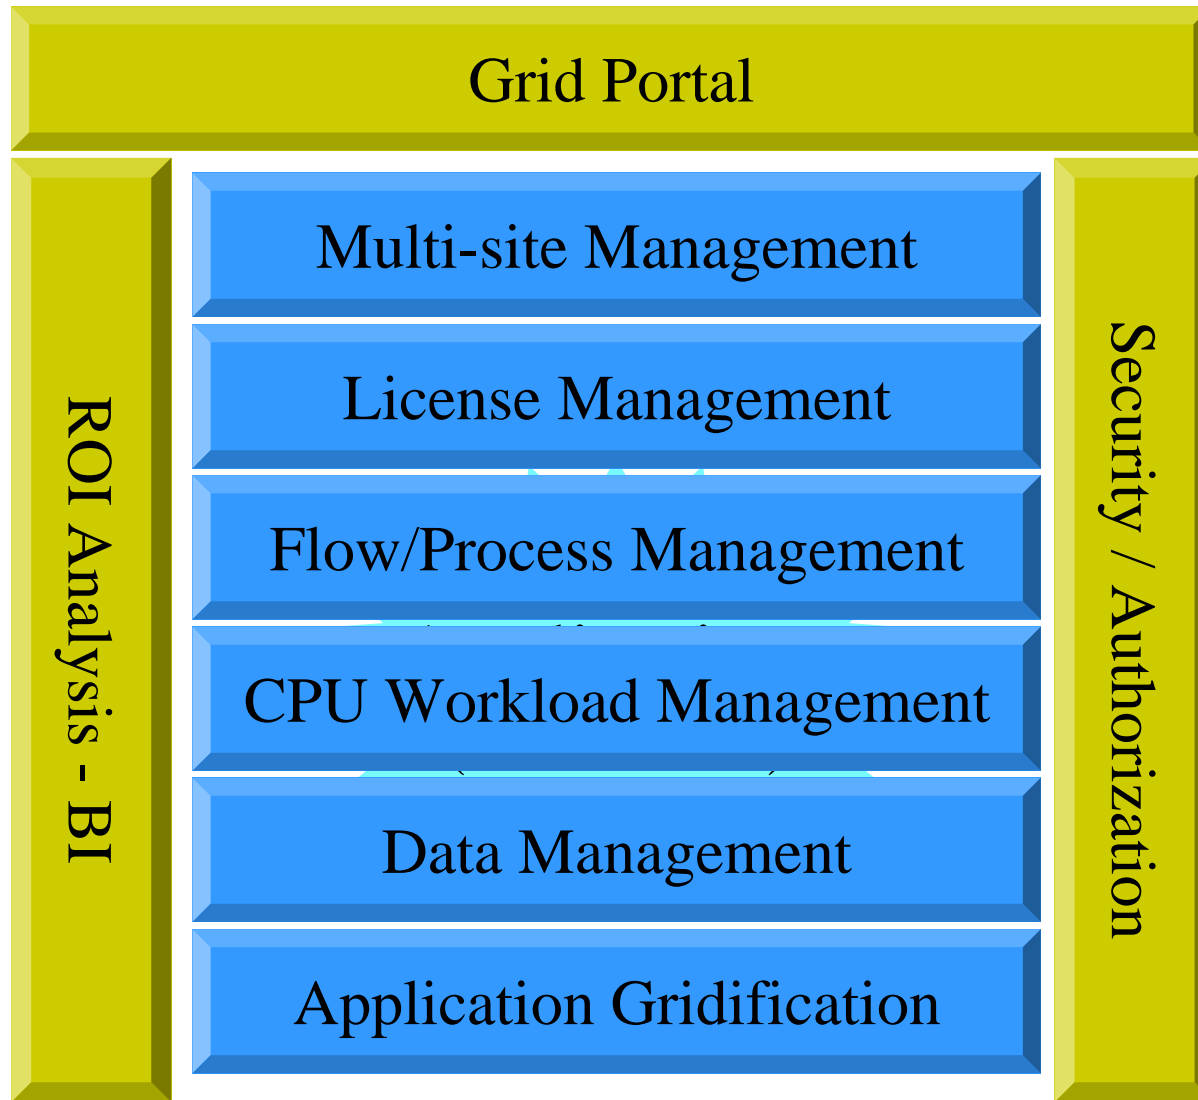 Grid Portal
Multi-site Management
License Management
Flow/Process Management
CPU Workload Management
Data Management
Application Gridification
ROI Analysis - BI
Security / Authorization